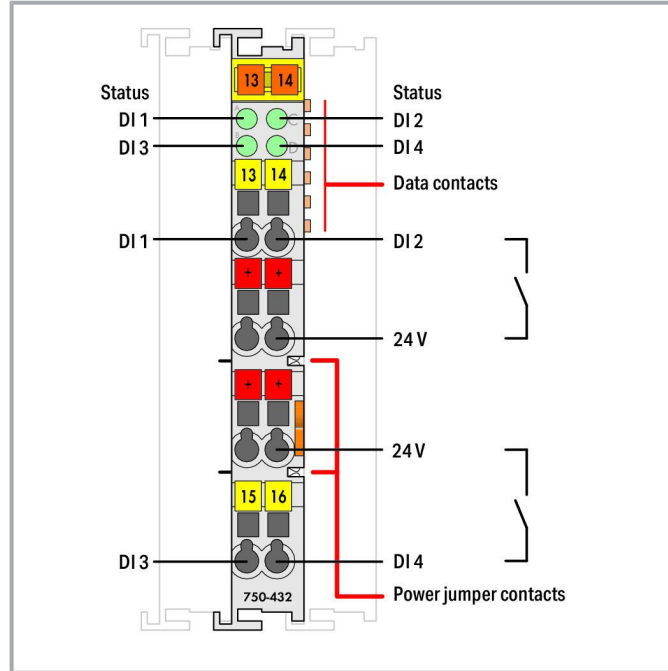 13 14
Status Status
DI 1 A C DI 2
DI 3 B D DI 4
13 14
Data contacts
DI 1 DI 2
+ +
24 V
+ +
24 V
15 16
DI 3 DI 4
750-432
Power jumper contacts